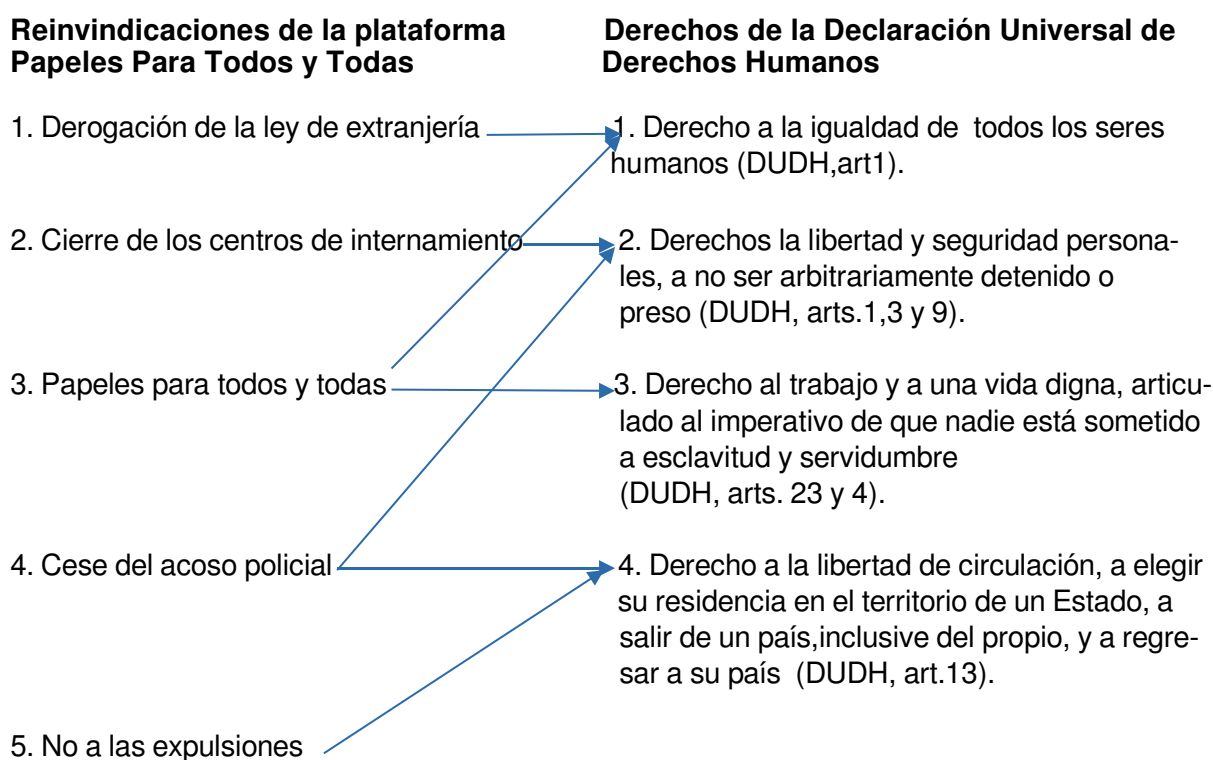 Reinvindicaciones de la plataforma
Papeles Para Todos y Todas
1. Derogación de la ley de extranjería
2. Cierre de los centros de internamiento
3. Papeles para todos y todas
4. Cese del acoso policial
5. No a las expulsiones
Derechos de la Declaración Universal de
Derechos Humanos
1. Derecho a la igualdad de todos los seres
humanos (DUDH,art1).
2. Derechos la libertad y seguridad persona-
les, a no ser arbitrariamente detenido o
preso (DUDH, arts.1,3 y 9).
3. Derecho al trabajo y a una vida digna, articu-
lado al imperativo de que nadie está sometido
a esclavitud y servidumbre
(DUDH, arts. 23 y 4).
4. Derecho a la libertad de circulación, a elegir
su residencia en el territorio de un Estado, a
salir de un país,inclusive del propio, y a regre-
sar a su país (DUDH, art.13).